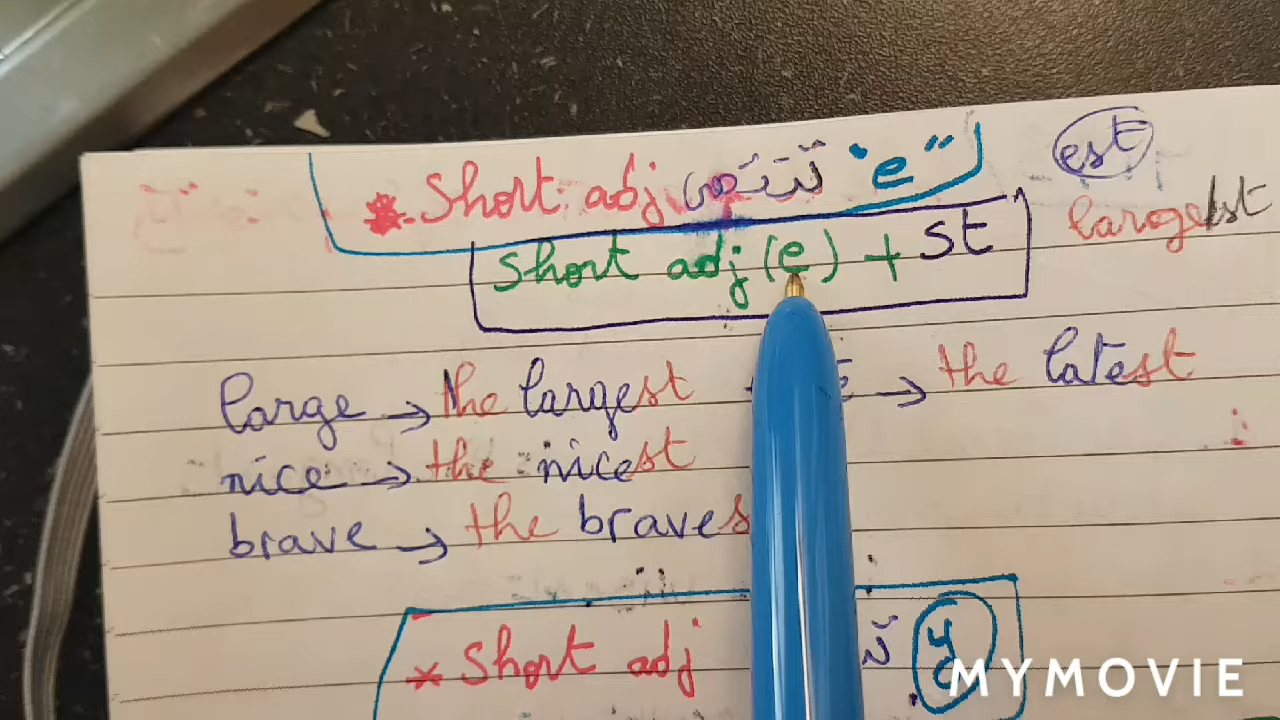 *. Short adj تنتهي "e"
est
largest
Short adj (e) + st
large → the largest
→ the latest
nice → the nicest
brave → the braves
* Short adj
y
MYMOVIE